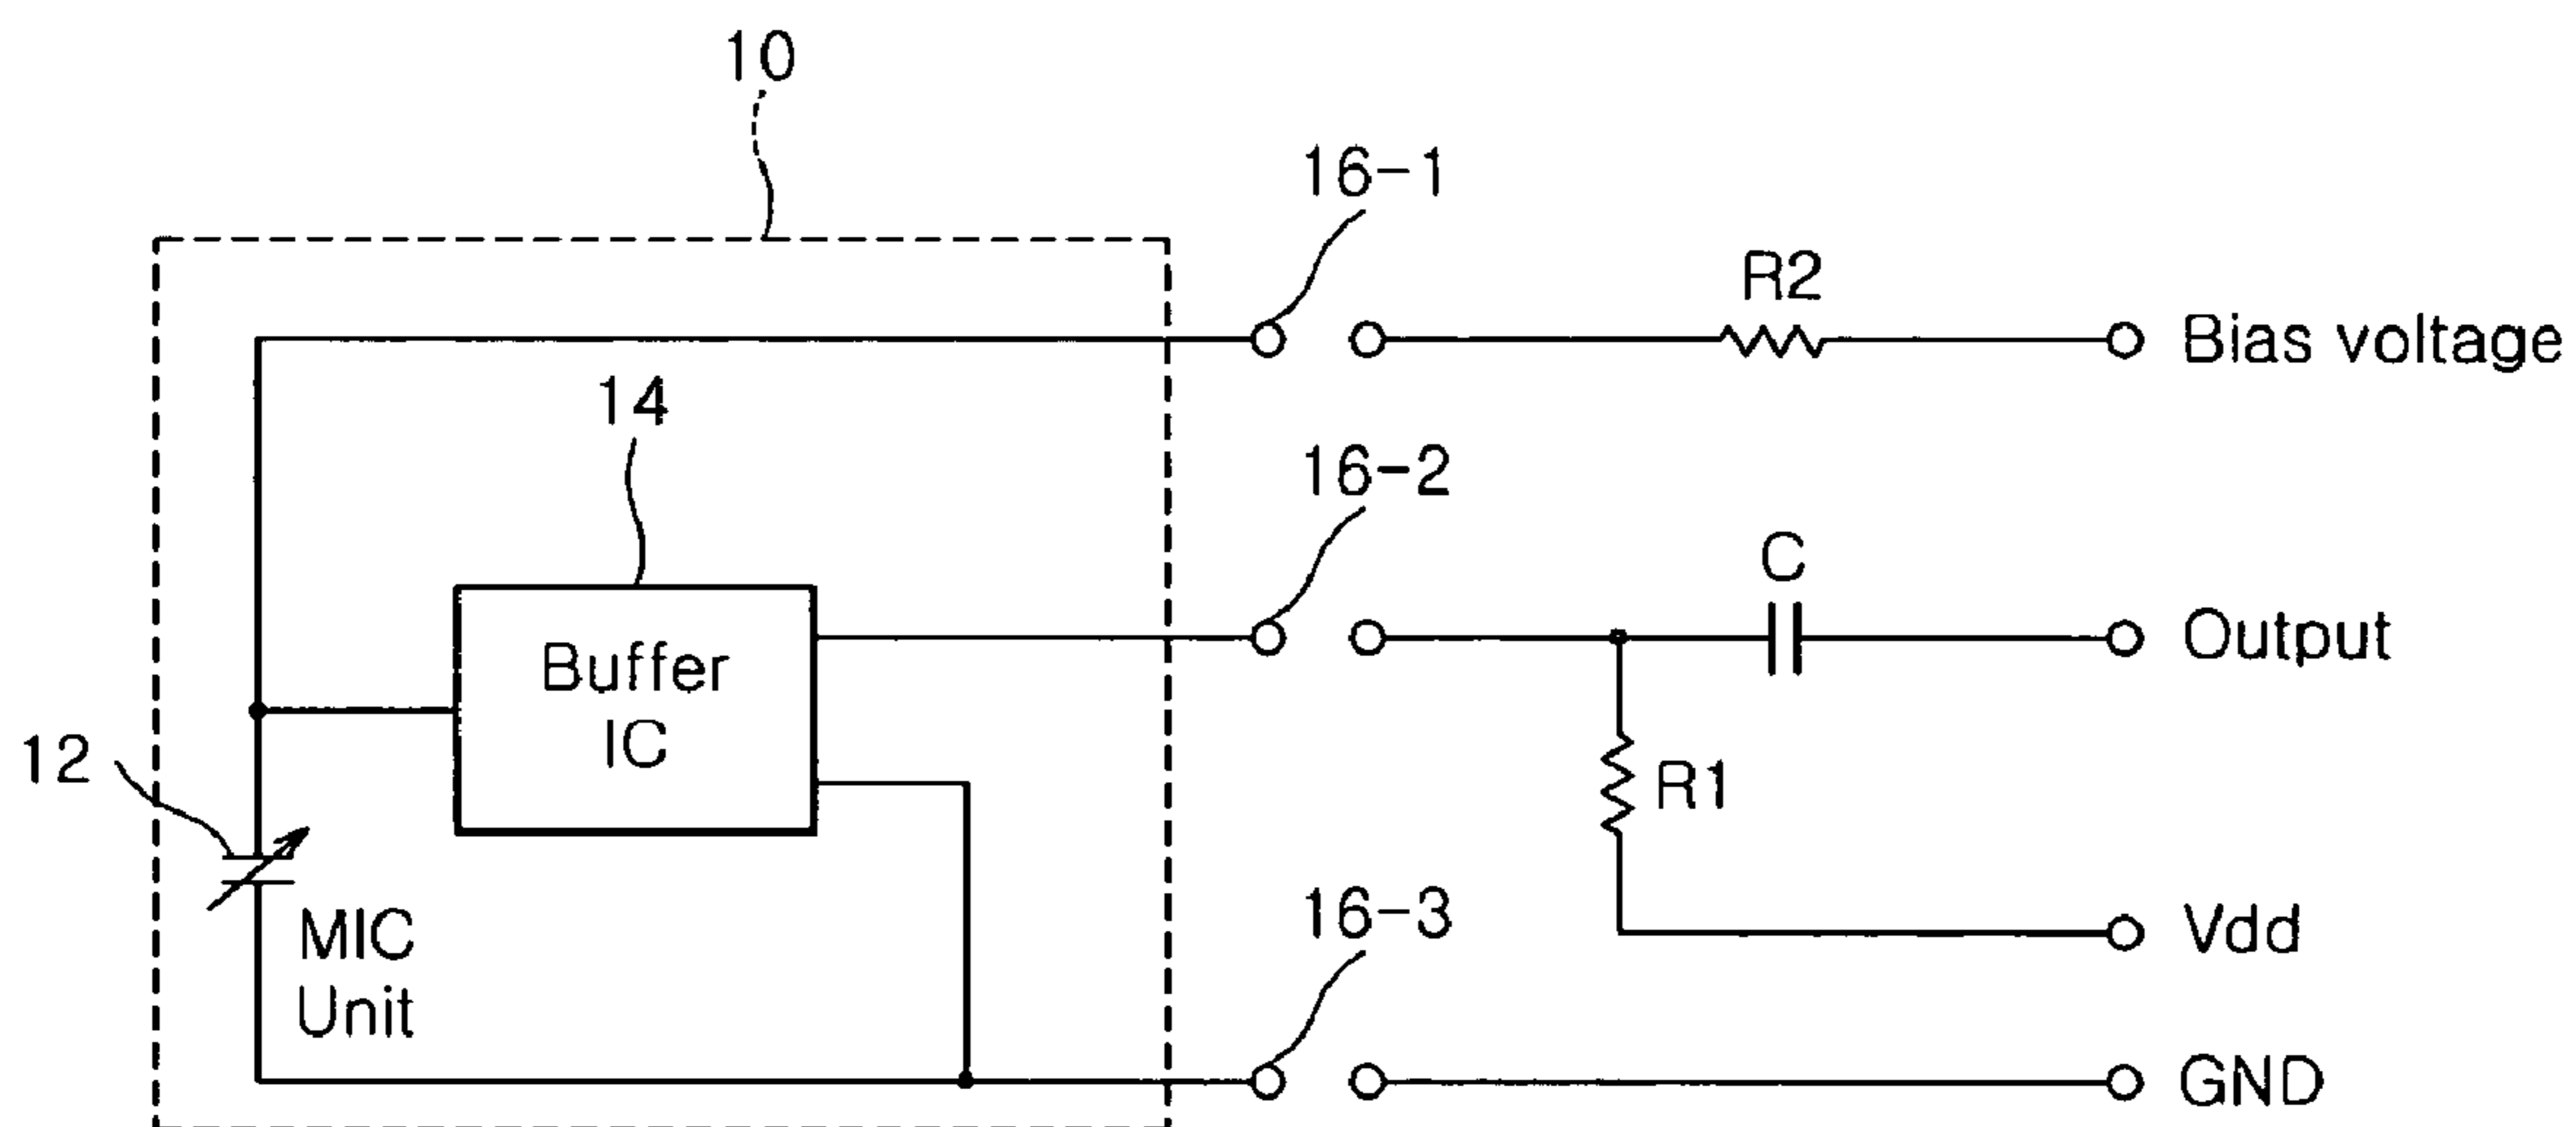 10
16-1
R2
Bias voltage
14
16-2
C
Output
Buffer
IC
12
R1
16-3
MIC
Unit
Vdd
GND